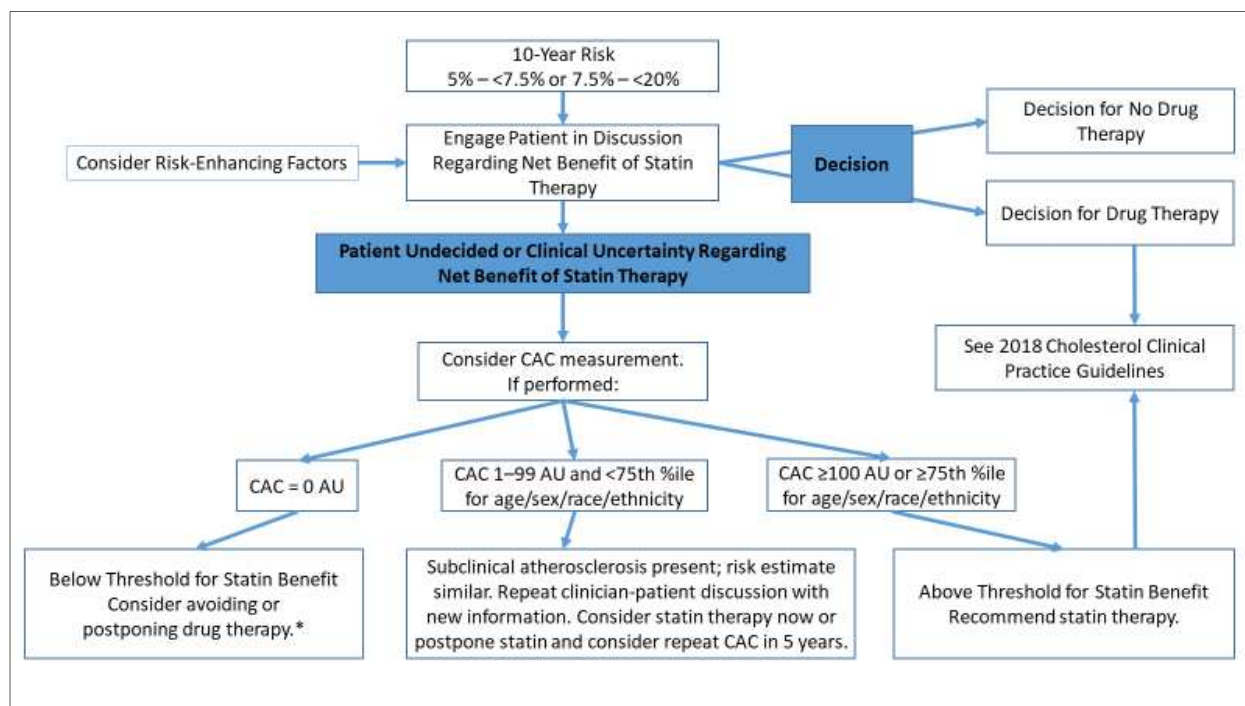 10-Year Risk
5% – <7.5% or 7.5% – <20%
Consider Risk-Enhancing Factors
Engage Patient in Discussion
Regarding Net Benefit of Statin
Therapy
Decision
Decision for No Drug
Therapy
Decision for Drug Therapy
Patient Undecided or Clinical Uncertainty Regarding
Net Benefit of Statin Therapy
Consider CAC measurement.
If performed:
See 2018 Cholesterol Clinical
Practice Guidelines
CAC = 0 AU
CAC 1–99 AU and <75th %ile
for age/sex/race/ethnicity
CAC ≥100 AU or ≥75th %ile
for age/sex/race/ethnicity
Below Threshold for Statin Benefit
Consider avoiding or
postponing drug therapy.*
Subclinical atherosclerosis present; risk estimate
similar. Repeat clinician-patient discussion with
new information. Consider statin therapy now or
postpone statin and consider repeat CAC in 5 years.
Above Threshold for Statin Benefit
Recommend statin therapy.